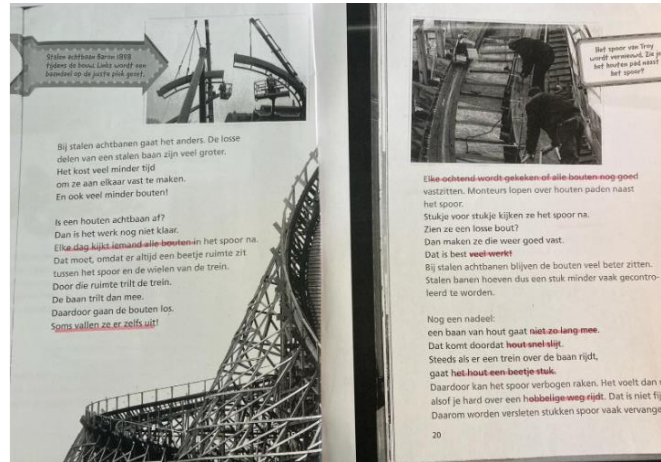 Stalen achtbaan Baron 1898
tijdens de bouw. Links wordt een
baandeel op de juiste plek gezet.
Bij stalen achtbanen gaat het anders. De losse
delen van een stalen baan zijn veel groter.
Het kost veel minder tijd
om ze aan elkaar vast te maken.
En ook veel minder bouten!
Is een houten achtbaan af?
Dan is het werk nog niet klaar.
Elke dag kijkt iemand alle bouten in het spoor na.
Dat moet, omdat er altijd een beetje ruimte zit
tussen het spoor en de wielen van de trein.
Door die ruimte trilt de trein.
De baan trilt dan mee.
Daardoor gaan de bouten los.
Soms vallen ze er zelfs uit!
Het spoor van Troy
wordt vernieuwd. Zie je
het houten pad naast
het spoor?
Elke ochtend wordt gekeken of alle bouten nog goed
vastzitten. Monteurs lopen over houten paden naast
het spoor.
Stukje voor stukje kijken ze het spoor na.
Zien ze een losse bout?
Dan maken ze die weer goed vast.
Dat is best veel werk!
Bij stalen achtbanen blijven de bouten veel beter zitten.
Stalen banen hoeven dus een stuk minder vaak gecontro-
leerd te worden.
Nog een nadeel:
een baan van hout gaat niet zo lang mee.
Dat komt doordat hout snel slijt.
Steeds als er een trein over de baan rijdt,
gaat het hout een beetje stuk.
Daardoor kan het spoor verbogen raken. Het voelt dan
alsof je hard over een hobbelige weg rijdt. Dat is niet
Daarom worden versleten stukken spoor vaak
20